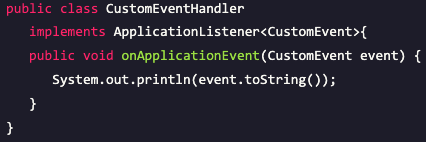 public class CustomEventHandler
   implements ApplicationListener<CustomEvent>{
   public void onApplicationEvent(CustomEvent event) {
      System.out.println(event.toString());
   }
}